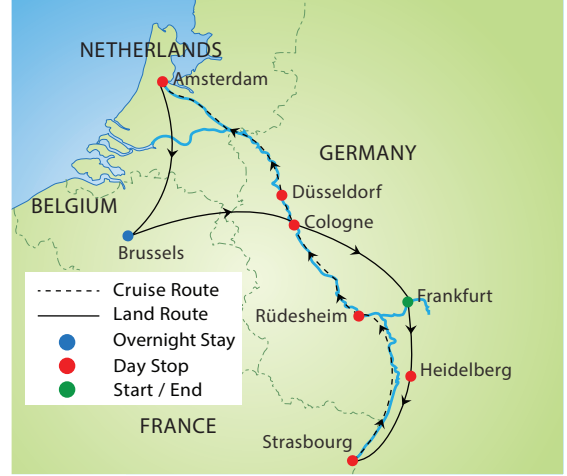 NETHERLANDS
Amsterdam
GERMANY
Düsseldorf
BELGIUM
Cologne
Brussels
Cruise Route
Land Route
Overnight Stay
Day Stop
Start / End
Frankfurt
Rüdesheim
Heidelberg
FRANCE
Strasbourg